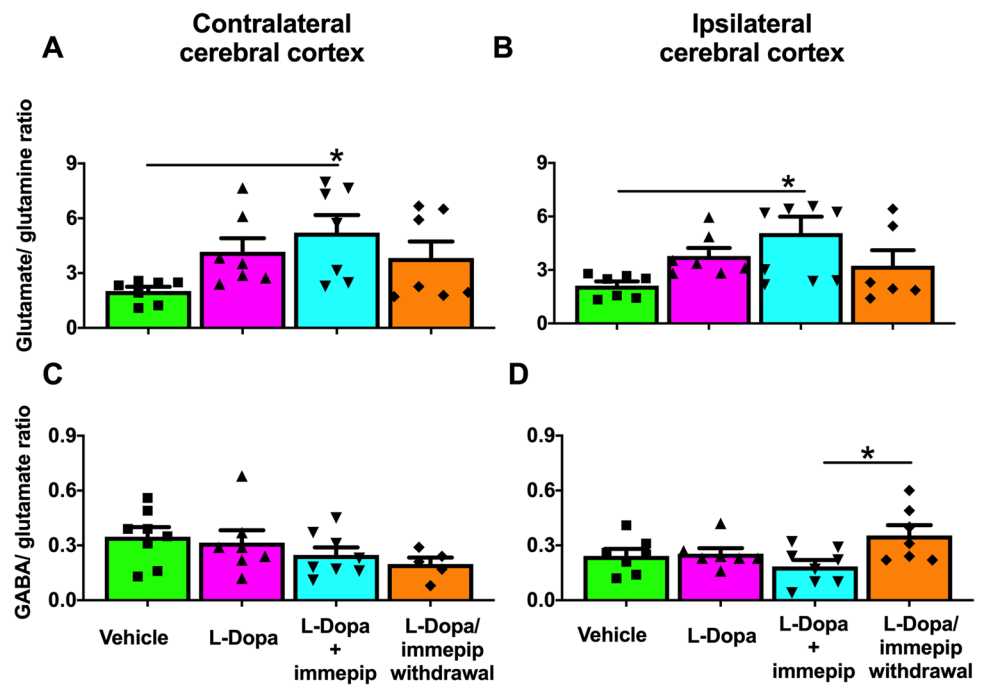 Contralateral
cerebral cortex
Ipsilateral
cerebral cortex
A
B
Glutamate/ glutamine ratio
9
6
3
0
*
9
6
3
0
*
C
D
GABA/ glutamate ratio
0.9
0.6
0.3
0.0
0.9
0.6
0.3
0.0
*
Vehicle
L-Dopa
L-Dopa
+
immepip
L-Dopa/
immepip
withdrawal
Vehicle
L-Dopa
L-Dopa
+
immepip
L-Dopa/
immepip
withdrawal